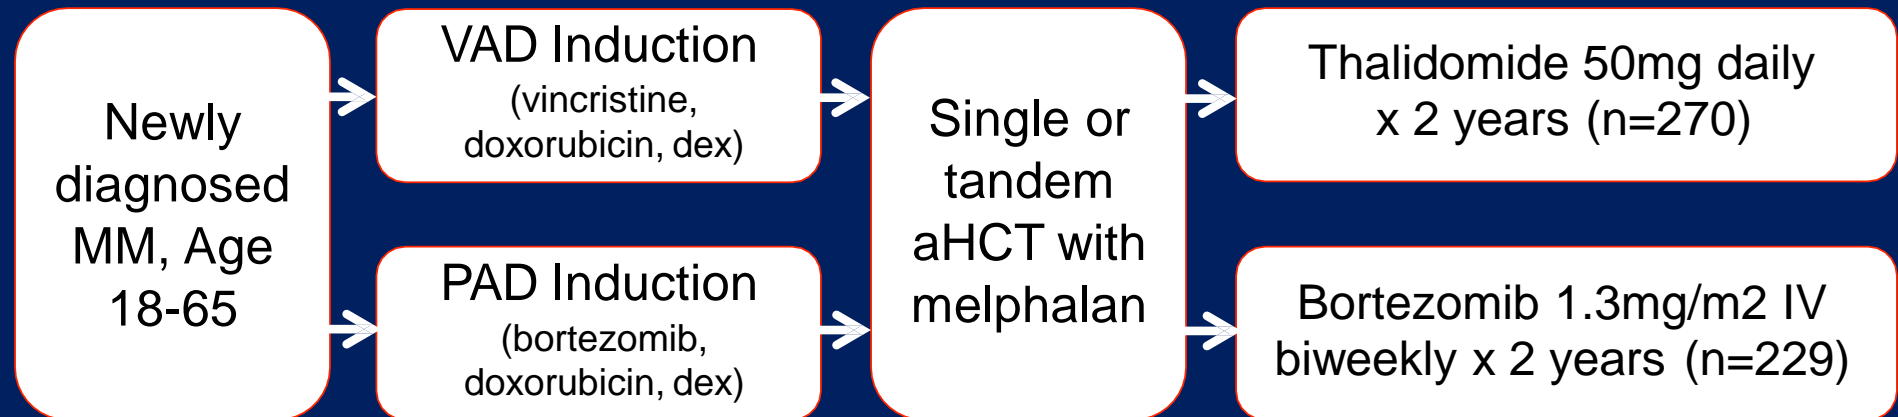 Newly
diagnosed
MM, Age
18-65
VAD Induction
(vincristine,
doxorubicin, dex)
PAD Induction
(bortezomib,
doxorubicin, dex)
Single or
tandem
aHCT with
melphalan
Thalidomide 50mg daily
x 2 years (n=270)
Bortezomib 1.3mg/m2 IV
biweekly x 2 years (n=229)